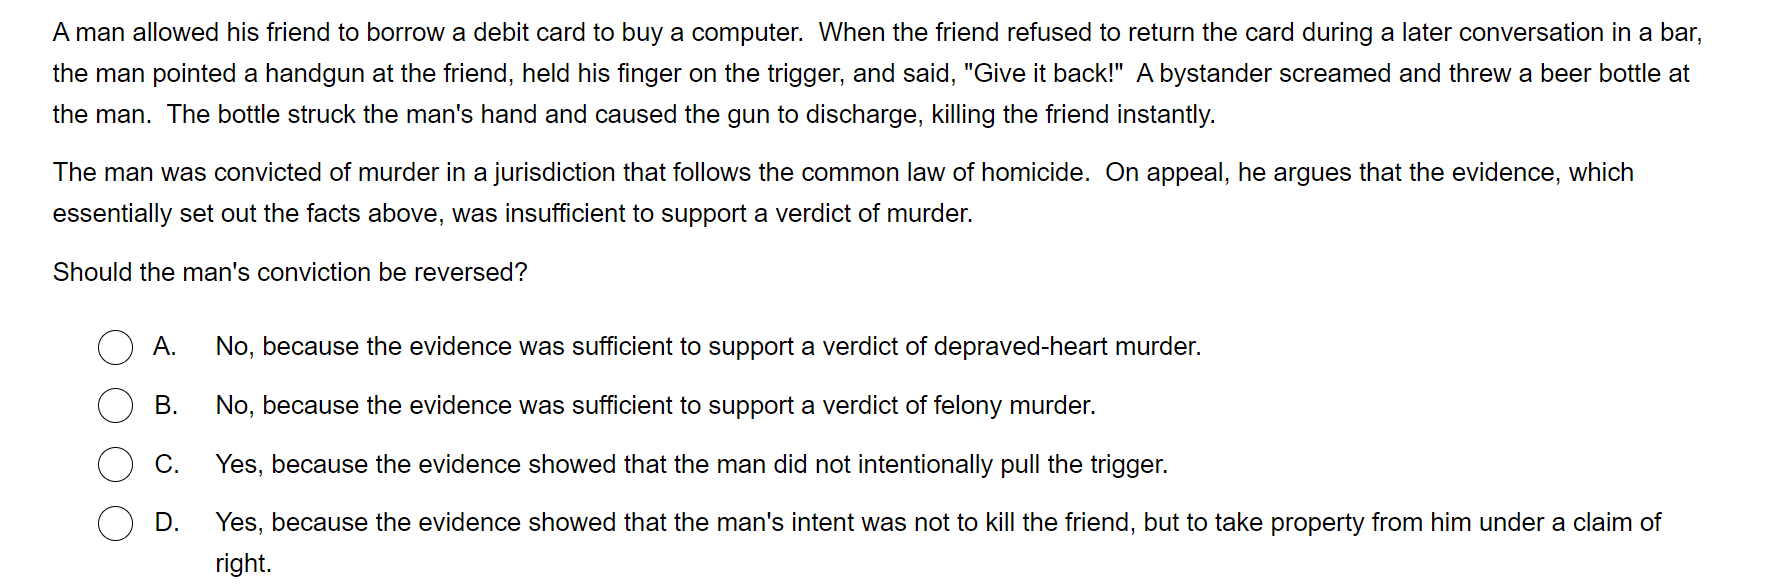 A man allowed his friend to borrow a debit card to buy a computer.  When the friend refused to return the card during a later conversation in a bar,
the man pointed a handgun at the friend, held his finger on the trigger, and said, "Give it back!"  A bystander screamed and threw a beer bottle at
the man.  The bottle struck the man's hand and caused the gun to discharge, killing the friend instantly.
The man was convicted of murder in a jurisdiction that follows the common law of homicide.  On appeal, he argues that the evidence, which
essentially set out the facts above, was insufficient to support a verdict of murder.
Should the man's conviction be reversed?
A. No, because the evidence was sufficient to support a verdict of depraved-heart murder.
B. No, because the evidence was sufficient to support a verdict of felony murder.
C. Yes, because the evidence showed that the man did not intentionally pull the trigger.
D. Yes, because the evidence showed that the man's intent was not to kill the friend, but to take property from him under a claim of
right.